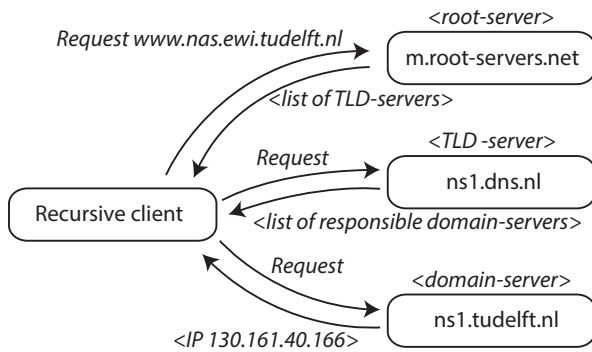 <root-server>
Request www.nas.ewi.tudelft.nl
m.root-servers.net
<list of TLD-servers>
<TLD -server>
Request
ns1.dns.nl
Recursive client
<list of responsible domain-servers>
Request
<domain-server>
ns1.tudelft.nl
<IP 130.161.40.166>